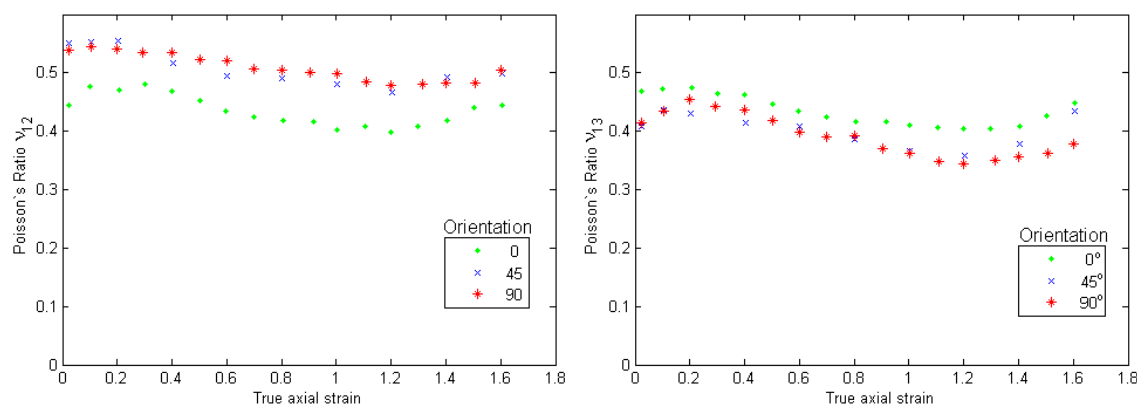 Poisson`s Ratio ν12
0.5
0.4
0.3
0.2
0.1
0
0 0.2 0.4 0.6 0.8 1 1.2 1.4 1.6 1.8
True axial strain
Orientation
0
45
90
Poisson`s Ratio ν13
0.5
0.4
0.3
0.2
0.1
0
0 0.2 0.4 0.6 0.8 1 1.2 1.4 1.6 1.8
True axial strain
Orientation
0º
45º
90º